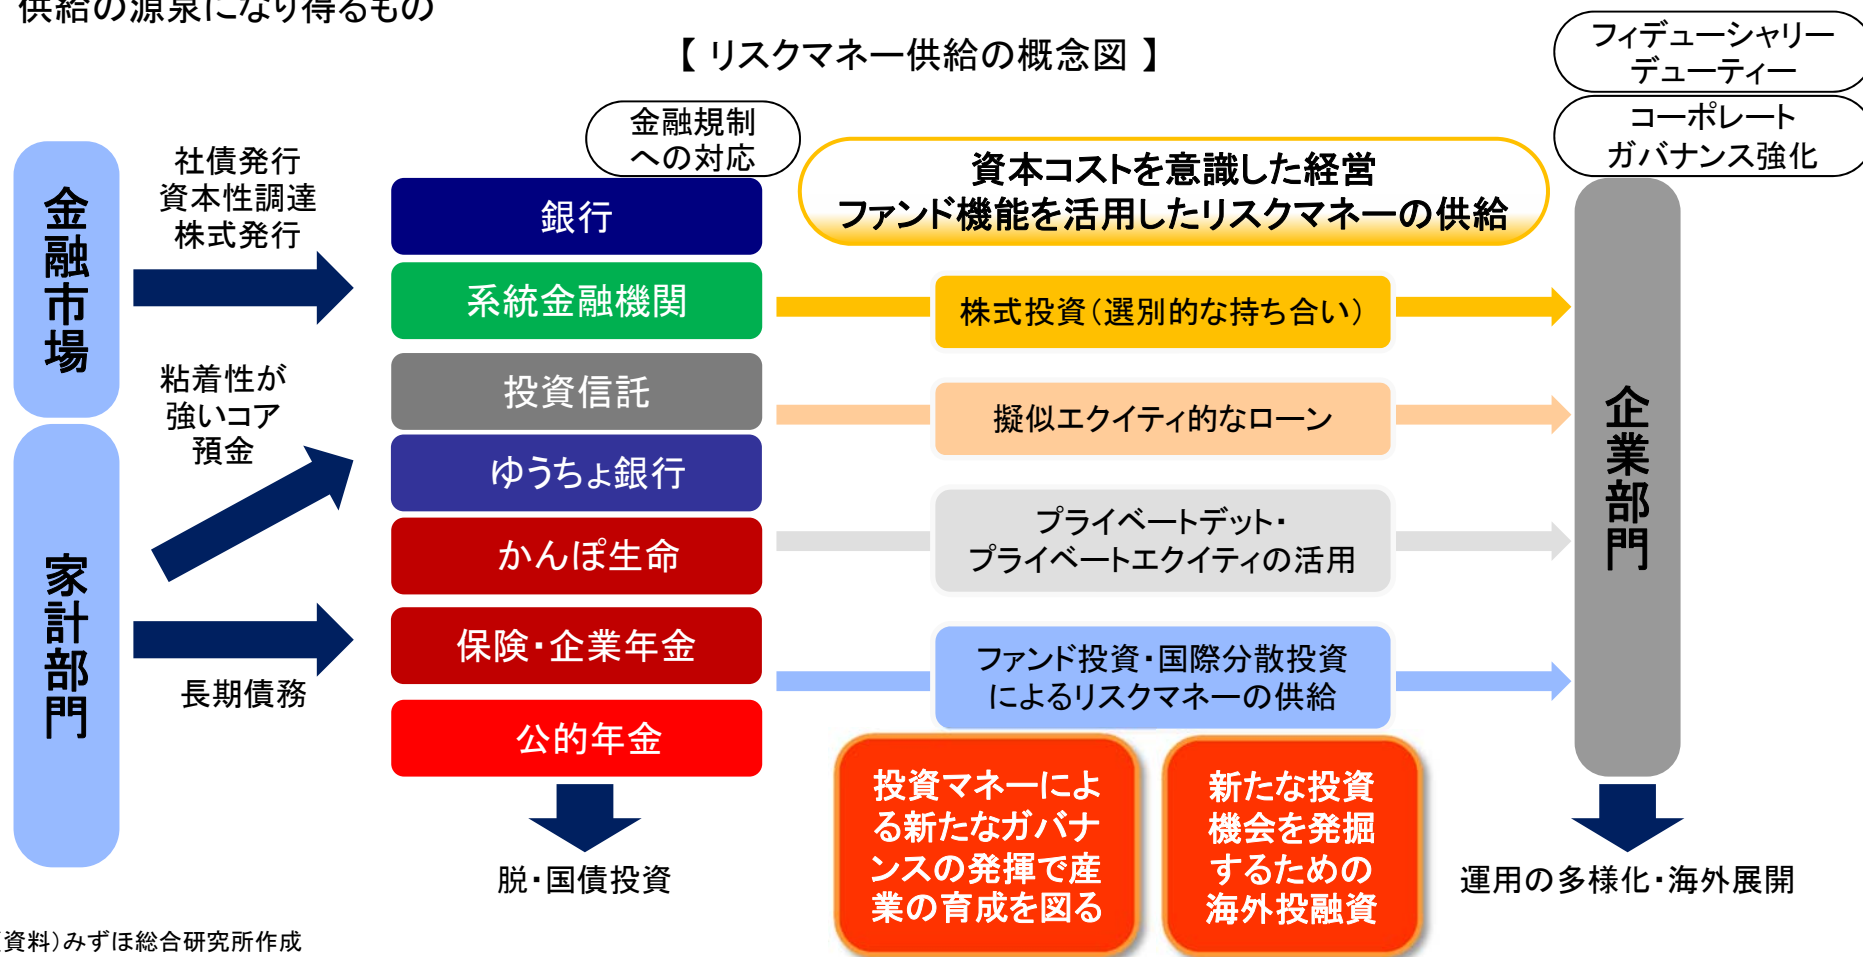 供給の源泉になり得るもの
【 リスクマネー供給の概念図 】
フィデューシャリー
デューティー
コーポレート
ガバナンス強化
金融規制
への対応
資本コストを意識した経営
ファンド機能を活用したリスクマネーの供給
金融市場
社債発行
資本性調達
株式発行
粘着性が
強いコア
預金
家計部門
長期債務
銀行
系統金融機関
投資信託
ゆうちょ銀行
かんぽ生命
保険・企業年金
公的年金
脱・国債投資
株式投資（選別的な持ち合い）
擬似エクイティ的なローン
プライベートデット・
プライベートエクイティの活用
ファンド投資・国際分散投資
によるリスクマネーの供給
投資マネーによ
る新たなガバナ
ンスの発揮で産
業の育成を図る
新たな投資
機会を発掘
するための
海外投融資
企業部門
運用の多様化・海外展開
（資料）みずほ総合研究所作成